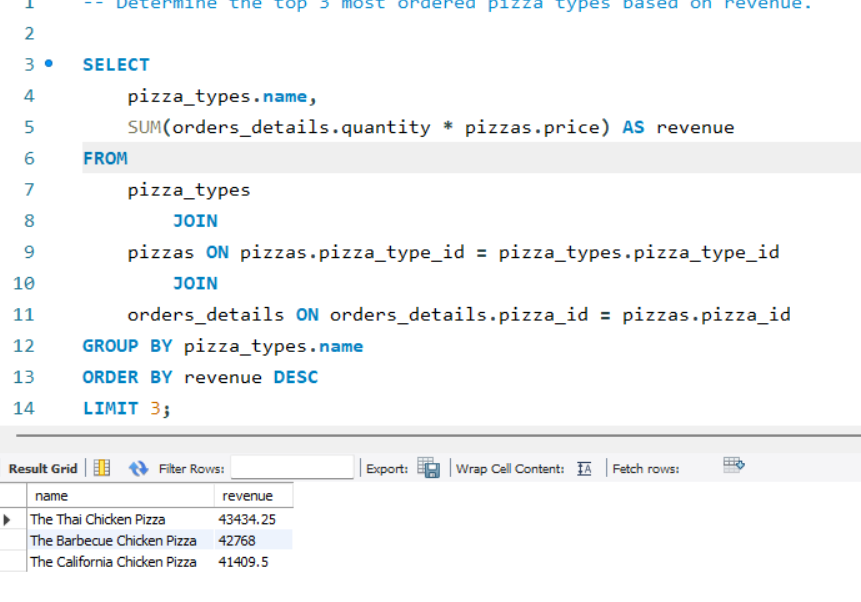 1 -- Determine the top 3 most ordered pizza types based on revenue.
2
3 SELECT
4 pizza_types.name,
5 SUM(orders_details.quantity * pizzas.price) AS revenue
6 FROM
7 pizza_types
8 JOIN
9 pizzas ON pizzas.pizza_type_id = pizza_types.pizza_type_id
10 JOIN
11 orders_details ON orders_details.pizza_id = pizzas.pizza_id
12 GROUP BY pizza_types.name
13 ORDER BY revenue DESC
14 LIMIT 3;
Result Grid Filter Rows: Export: Wrap Cell Content: IA Fetch rows:
name revenue
The Thai Chicken Pizza 43434.25
The Barbecue Chicken Pizza 42768
The California Chicken Pizza 41409.5